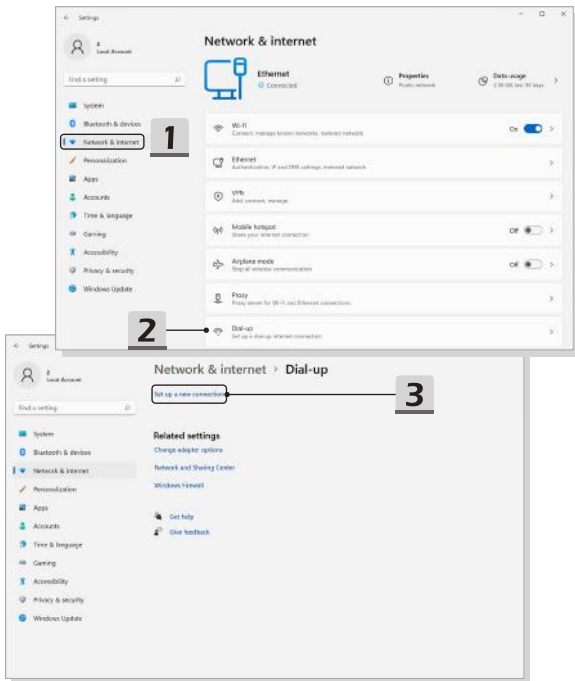 Settings
Network & internet
Local Account
Find a setting
Ethernet
Connected
Properties
Public network
Data usage
System
Bluetooth & devices
Network & internet
1
Personalization
Apps
Accounts
Time & language
Gaming
Accessibility
Privacy & security
Windows Update
Wi-Fi
Connect, manage known networks, metered network
On
Ethernet
Authentication, IP and DNS settings, metered network
VPN
Add, connect, manage
Mobile hotspot
Share your internet connection
Off
Airplane mode
Stop all wireless communication
Off
Proxy
Proxy server for Wi-Fi and Ethernet connections
2
Dial-up
Set up a dial-up internet connection
Settings
Network & internet › Dial-up
Local Account
Find a setting
Set up a new connection
3
System
Bluetooth & devices
Network & internet
Personalization
Apps
Accounts
Time & language
Gaming
Accessibility
Privacy & security
Windows Update
Related settings
Change adapter options
Network and Sharing Center
Windows Firewall
Get help
Give feedback